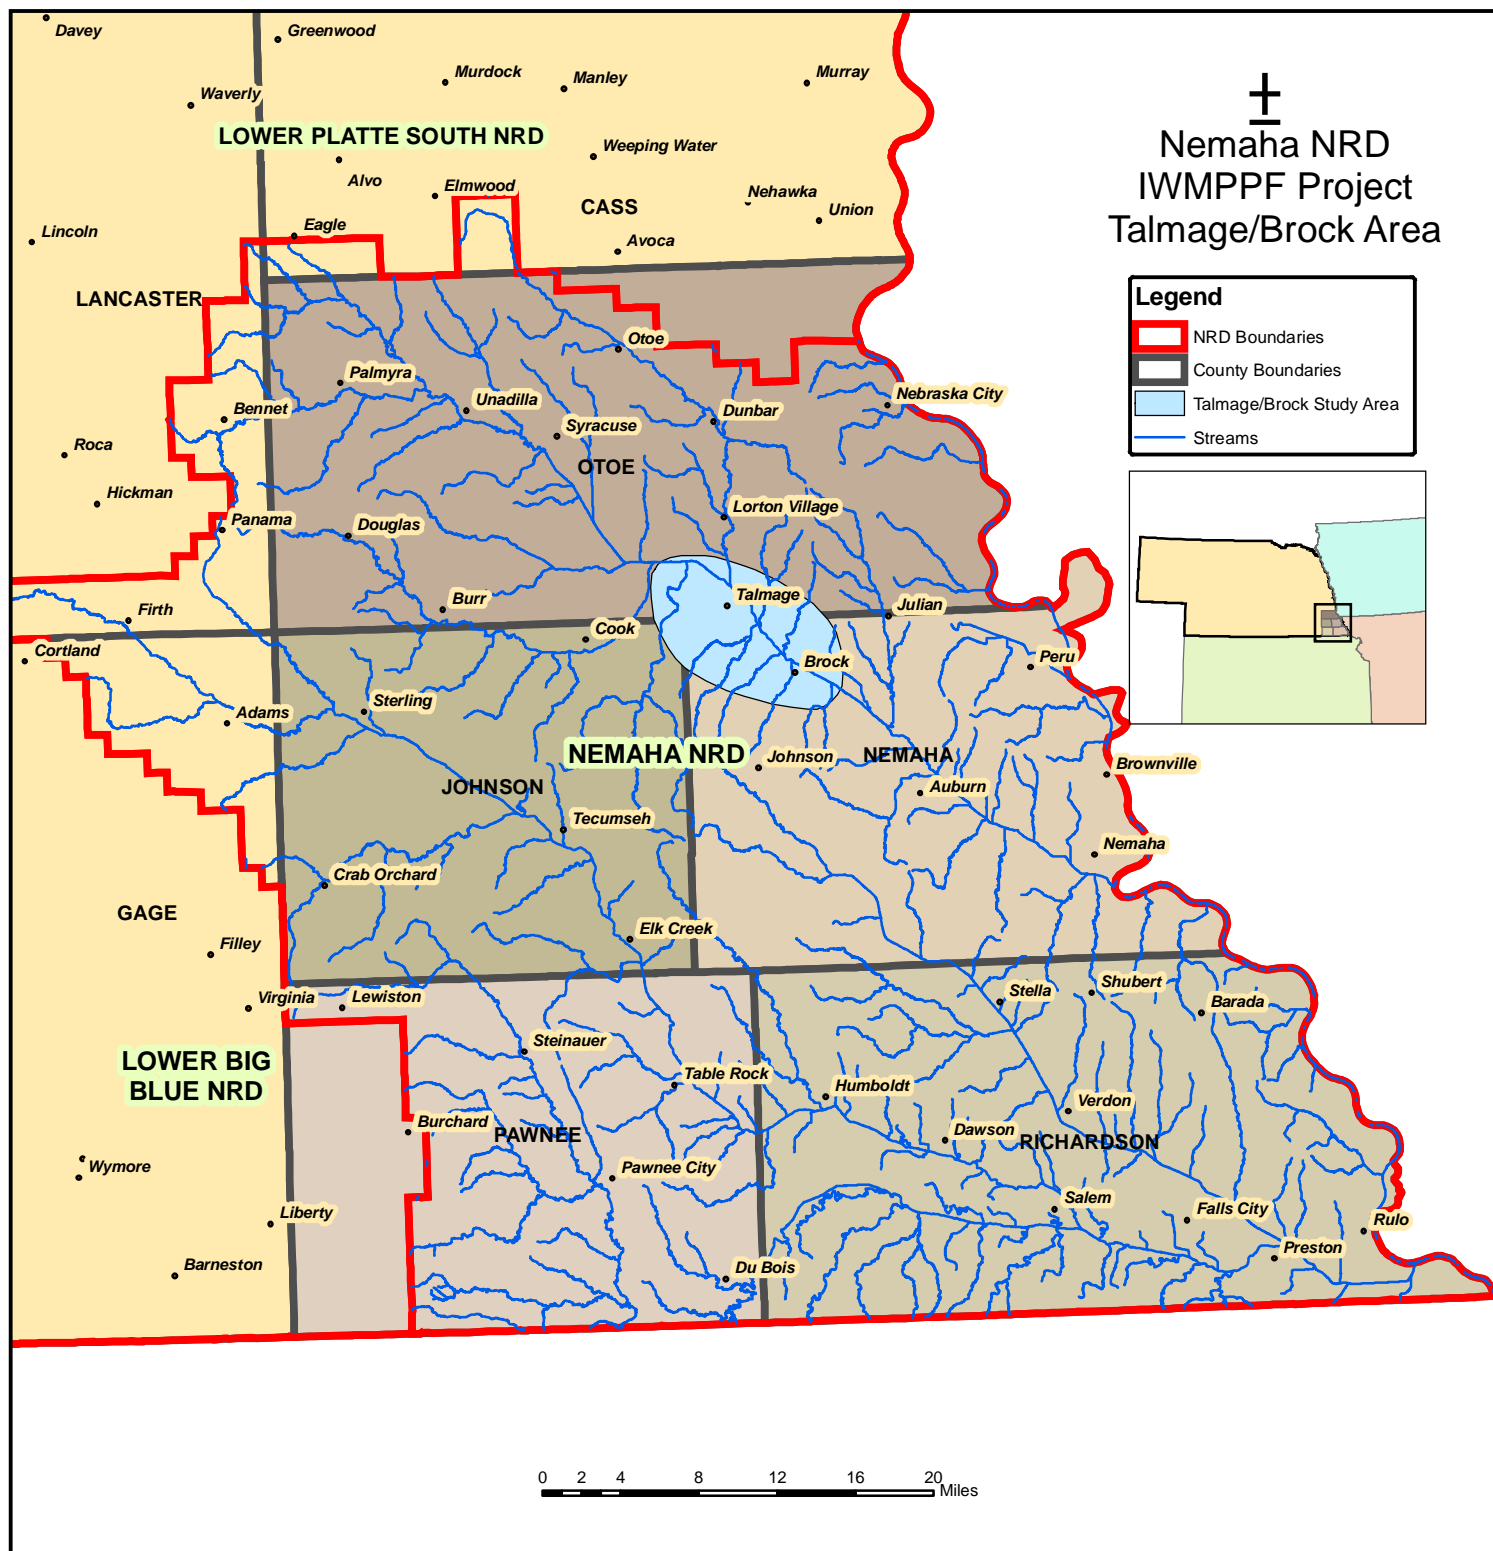 Davey
Greenwood
Murdock
Manley
Murray
Waverly
LOWER PLATTE SOUTH NRD
Weeping Water
Alvo
Elmwood
CASS
Nehawka
Union
Lincoln
Eagle
Avoca
LANCASTER
Nemaha NRD
IWMPPF Project
Talmage/Brock Area
Legend
NRD Boundaries
County Boundaries
Talmage/Brock Study Area
Streams
Otoe
Palmyra
Bennet
Unadilla
Dunbar
Nebraska City
Syracuse
Roca
OTOE
Hickman
Panama
Douglas
Lorton Village
Firth
Burr
Talmage
Julian
Cook
Cortland
Brock
Peru
Adams
Sterling
NEMAHA NRD
Johnson
NEMAHA
Brownville
JOHNSON
Auburn
Tecumseh
Nemaha
Crab Orchard
GAGE
Elk Creek
Filley
Virginia
Lewiston
Stella
Shubert
Barada
LOWER BIG
BLUE NRD
Steinauer
Table Rock
Humboldt
Verdon
Burchard
PAWNEE
Dawson
RICHARDSON
Wymore
Pawnee City
Liberty
Salem
Falls City
Rulo
Barneston
Du Bois
Preston
0 2 4 8 12 16 20
Miles